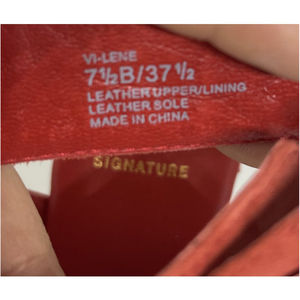 VI-LENE
7½B/37½
LEATHER UPPER/LINING
LEATHER SOLE
MADE IN CHINA
SIGNATURE